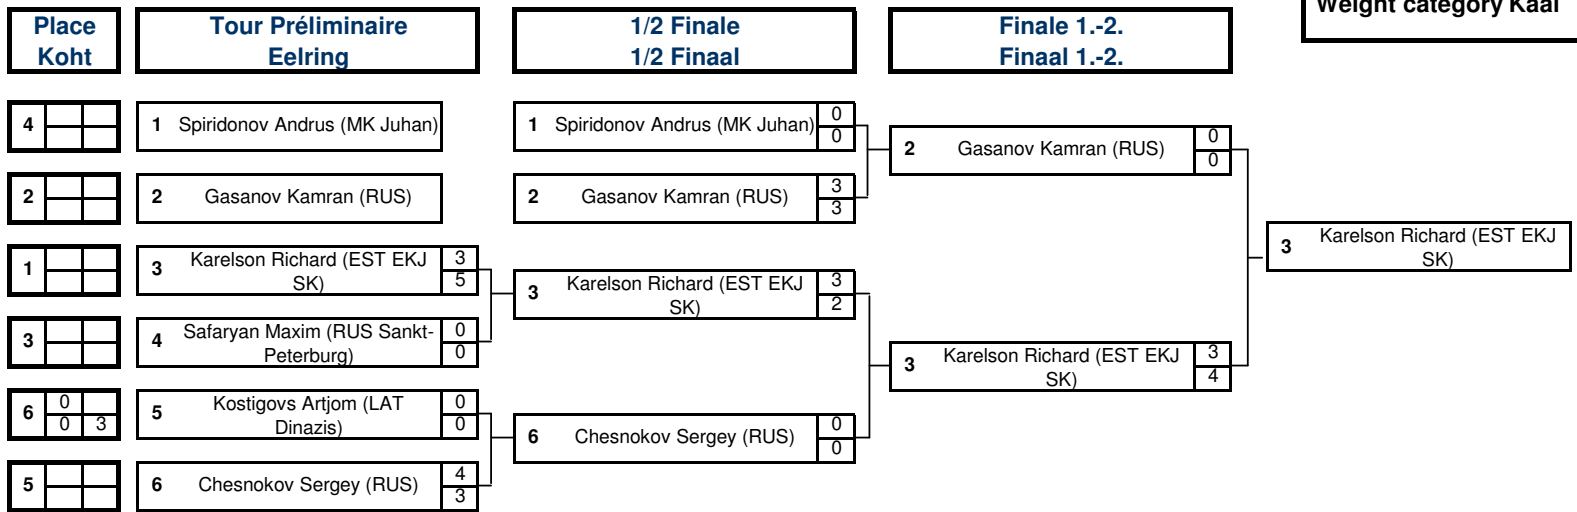 Weight category Kaal
Place
Koht
Tour Préliminaire
Eelring
1/2 Finale
1/2 Finaal
Finale 1.-2.
Finaal 1.-2.
4
1 Spiridonov Andrus (MK Juhan)
1 Spiridonov Andrus (MK Juhan) 0
0
2 Gasanov Kamran (RUS) 0
0
2
2 Gasanov Kamran (RUS)
2 Gasanov Kamran (RUS) 3
3
3 Karelson Richard (EST EKJ
SK)
1
3 Karelson Richard (EST EKJ 3
SK) 5
3 Karelson Richard (EST EKJ 3
SK) 2
3
4 Safaryan Maxim (RUS Sankt- 0
Peterburg) 0
3 Karelson Richard (EST EKJ 3
SK) 4
6 0
0 3
5 Kostigovs Artjom (LAT 0
Dinazis) 0
6 Chesnokov Sergey (RUS) 0
0
5
6 Chesnokov Sergey (RUS) 4
3